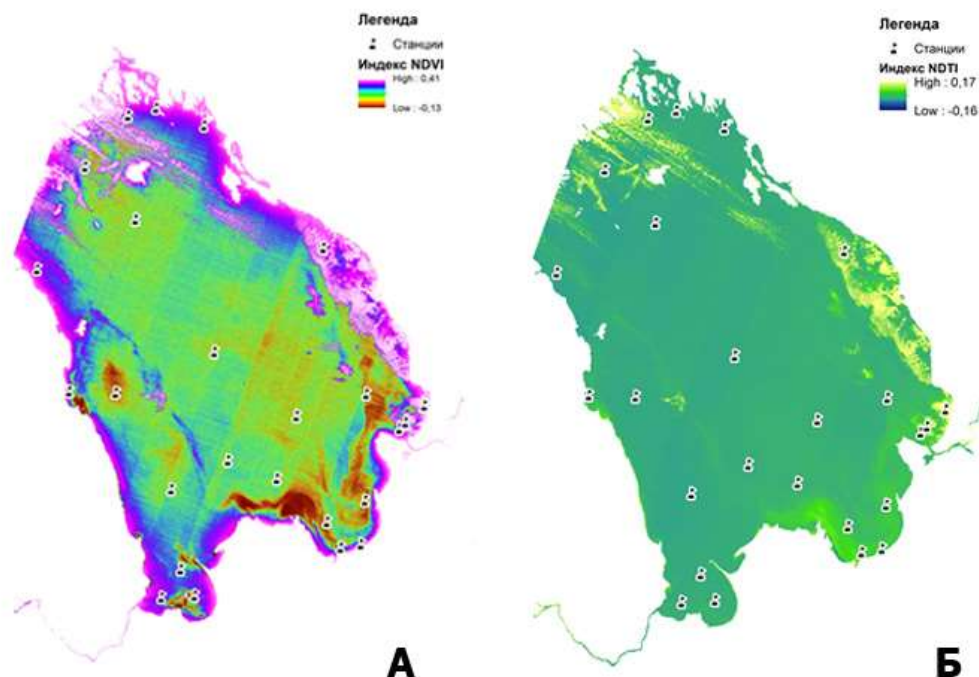 Легенда
Станции
Индекс NDVI
High : 0,41
Low : -0,13
А
Легенда
Станции
Индекс NDTI
High : 0,17
Low : -0,16
Б